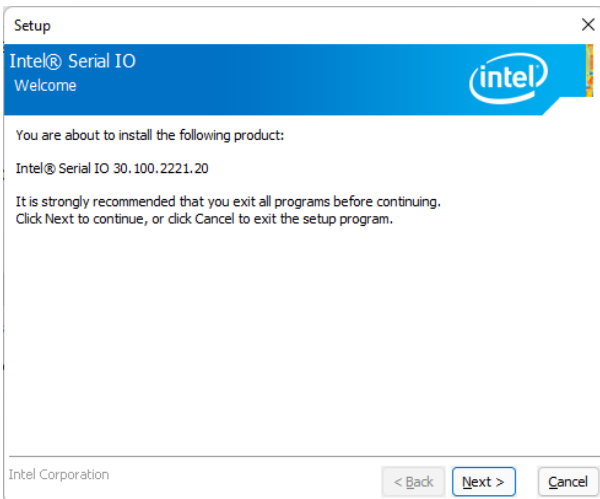 Setup
Intel® Serial IO
Welcome
intel
You are about to install the following product:
Intel® Serial IO 30.100.2221.20
It is strongly recommended that you exit all programs before continuing.
Click Next to continue, or click Cancel to exit the setup program.
Intel Corporation
< Back Next > Cancel